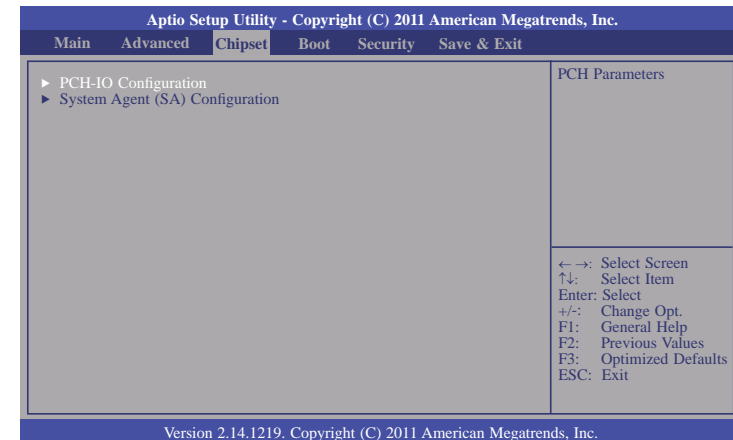 Aptio Setup Utility - Copyright (C) 2011 American Megatrends, Inc.
Main Advanced Chipset Boot Security Save & Exit
► PCH-IO Configuration
► System Agent (SA) Configuration
PCH Parameters
←→: Select Screen
↑↓: Select Item
Enter: Select
+/-: Change Opt.
F1: General Help
F2: Previous Values
F3: Optimized Defaults
ESC: Exit
Version 2.14.1219. Copyright (C) 2011 American Megatrends, Inc.